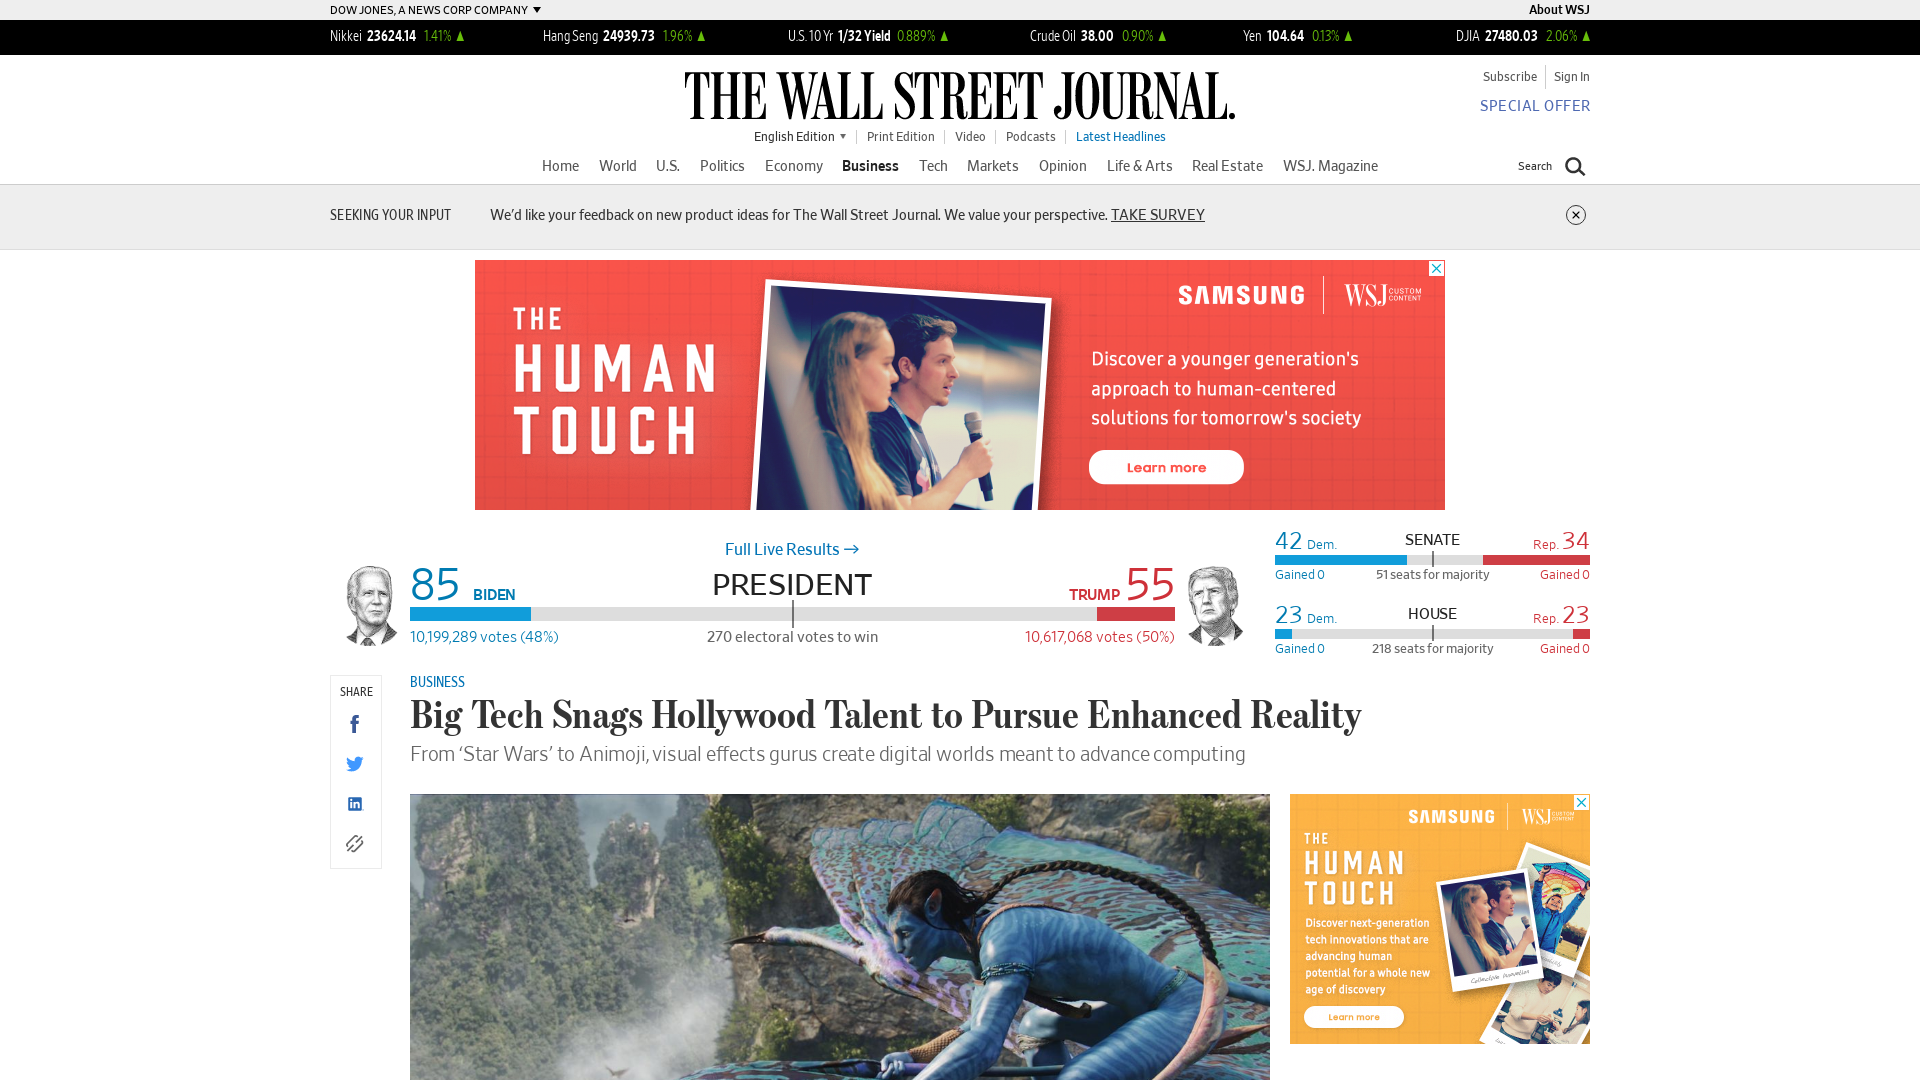 DOW JONES, A NEWS CORP COMPANY
About WSJ
Nikkei 23624.14 1.41%
Hang Seng 24939.73 1.96%
U.S. 10 Yr 1/32 Yield 0.889%
Crude Oil 38.00 0.90%
Yen 104.64 0.13%
DJIA 27480.03 2.06%
THE WALL STREET JOURNAL.
Subscribe
Sign In
SPECIAL OFFER
English Edition
Print Edition
Video
Podcasts
Latest Headlines
Home
World
U.S.
Politics
Economy
Business
Tech
Markets
Opinion
Life & Arts
Real Estate
WSJ. Magazine
Search
SEEKING YOUR INPUT
We’d like your feedback on new product ideas for The Wall Street Journal. We value your perspective. TAKE SURVEY
THE
HUMAN
TOUCH
SAMSUNG
WSJ CUSTOM
CONTENT
Discover a younger generation's
approach to human-centered
solutions for tomorrow's society
Learn more
Full Live Results →
85 BIDEN
PRESIDENT
TRUMP 55
10,199,289 votes (48%)
270 electoral votes to win
10,617,068 votes (50%)
42 Dem.
SENATE
Rep. 34
Gained 0
51 seats for majority
Gained 0
23 Dem.
HOUSE
Rep. 23
Gained 0
218 seats for majority
Gained 0
SHARE
BUSINESS
Big Tech Snags Hollywood Talent to Pursue Enhanced Reality
From ‘Star Wars’ to Animoji, visual effects gurus create digital worlds meant to advance computing
SAMSUNG
WSJ CUSTOM
CONTENT
THE
HUMAN
TOUCH
Discover next-generation
tech innovations that are
advancing human
potential for a whole new
age of discovery
Learn more